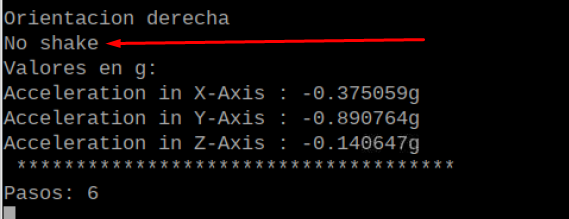 Orientacion derecha
No shake
Valores en g:
Acceleration in X-Axis : -0.375059g
Acceleration in Y-Axis : -0.890764g
Acceleration in Z-Axis : -0.140647g
*************************************
Pasos: 6